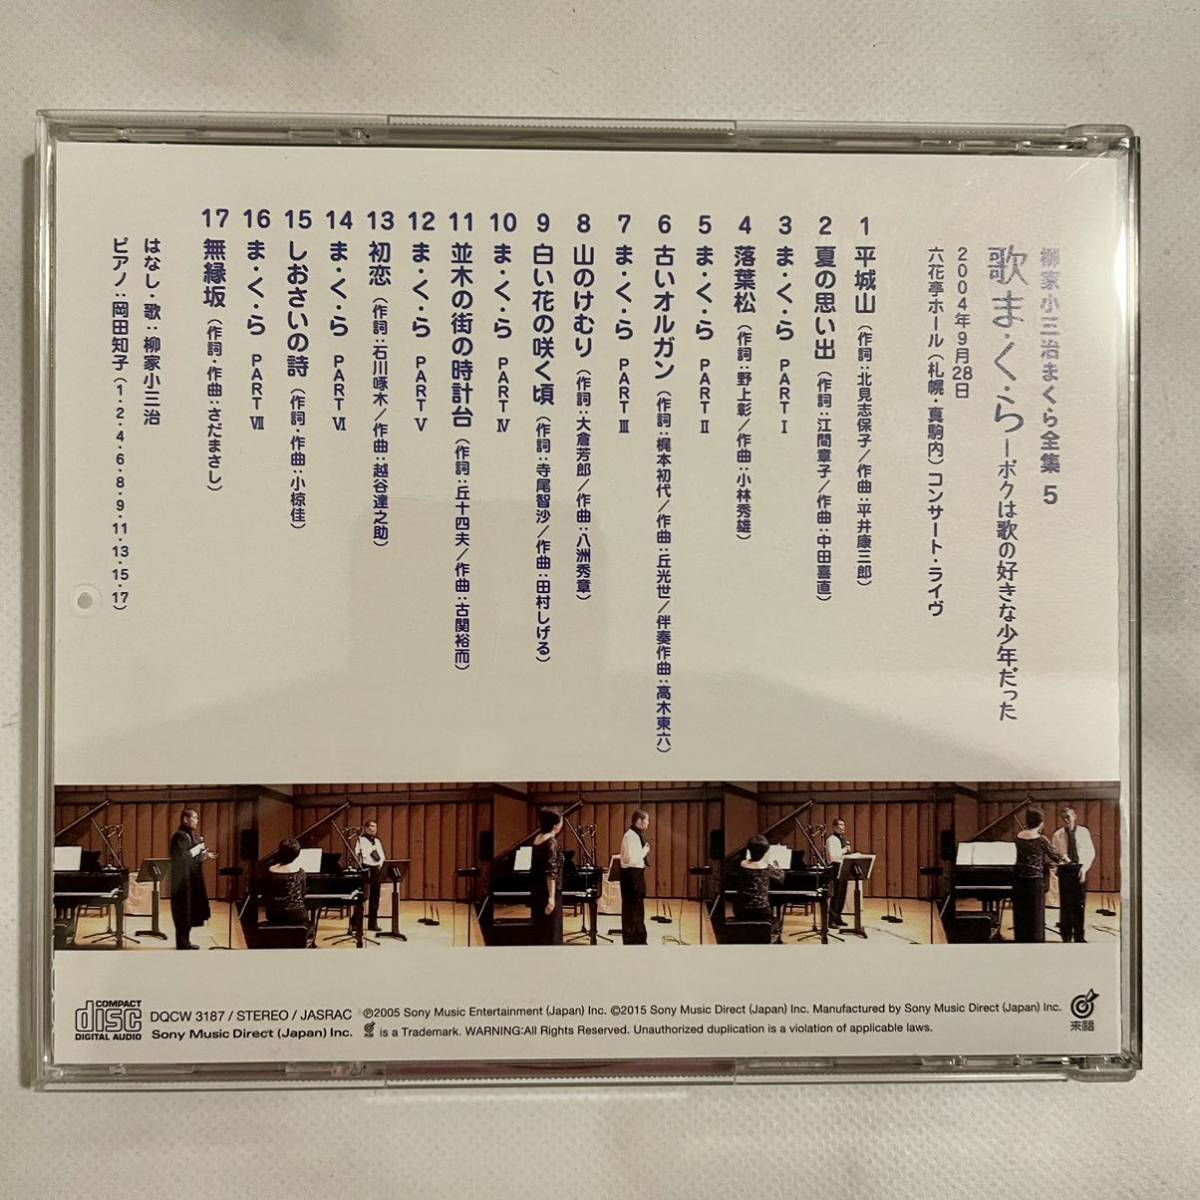 柳家小三治まくら全集 5
歌ま・く・らーボクは歌の好きな少年だった
2004年9月28日
六花亭ホール(札幌・真駒内)コンサート・ライヴ
1 平城山(作詞:北見志保子/作曲:平井康三郎)
2 夏の思い出(作詞:江間章子/作曲:中田喜直)
3 ま・く・ら PART Ⅰ
4 落葉松(作詞:野上彰/作曲:小林秀雄)
5 ま・く・ら PART Ⅱ
6 古いオルガン(作詞:梶本初代/作曲:丘光世/伴奏作曲:高木東六)
7 ま・く・ら PART Ⅲ
8 山のけむり(作詞:大倉芳郎/作曲:八洲秀章)
9 白い花の咲く頃(作詞:寺尾智沙/作曲:田村しげる)
10 ま・く・ら PART Ⅳ
11 並木の街の時計台(作詞:丘十四夫/作曲:古関裕而)
12 ま・く・ら PART Ⅴ
13 初恋(作詞:石川啄木/作曲:越谷達之助)
14 ま・く・ら PART Ⅵ
15 しおさいの詩(作詞・作曲:小椋佳)
16 ま・く・ら PART Ⅶ
17 無縁坂(作詞・作曲:さだまさし)
はなし・歌:柳家小三治
ピアノ:岡田知子(1・2・4・6・8・9・11・13・15・17)
COMPACT
disc
DIGITAL AUDIO
DQCW 3187 / STEREO / JASRAC
Sony Music Direct (Japan) Inc.
℗2005 Sony Music Entertainment (Japan) Inc. ©2015 Sony Music Direct (Japan) Inc. Manufactured by Sony Music Direct (Japan) Inc.
is a Trademark. WARNING:All Rights Reserved. Unauthorized duplication is a violation of applicable laws.
来福